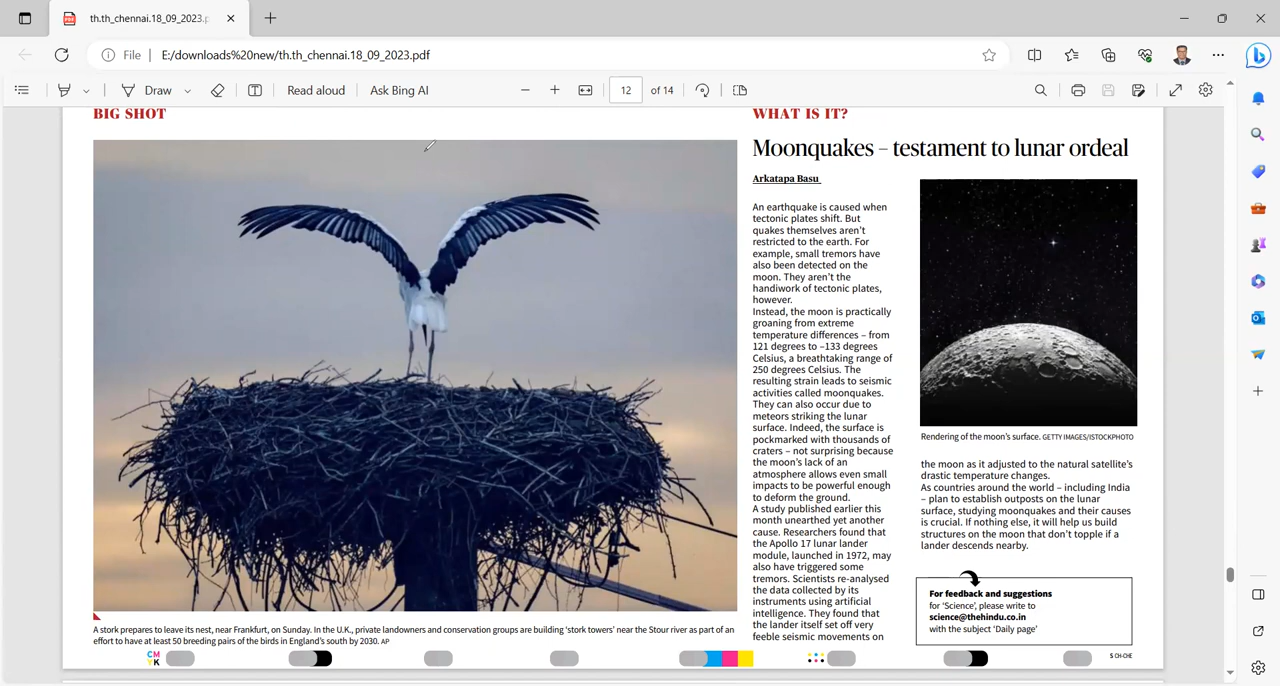 th.th_chennai.18_09_2023.p
File
E:/downloads%20new/th.th_chennai.18_09_2023.pdf
Draw
Read aloud
Ask Bing AI
12
of 14
BIG SHOT
A stork prepares to leave its nest, near Frankfurt, on Sunday. In the U.K., private landowners and conservation groups are building ‘stork towers’ near the Stour river as part of an
effort to have at least 50 breeding pairs of the birds in England’s south by 2030. AP
WHAT IS IT?
Moonquakes – testament to lunar ordeal
Arkatapa Basu
An earthquake is caused when
tectonic plates shift. But
quakes themselves aren’t
restricted to the earth. For
example, small tremors have
also been detected on the
moon. They aren’t the
handiwork of tectonic plates,
however.
Instead, the moon is practically
groaning from extreme
temperature differences – from
121 degrees to –133 degrees
Celsius, a breathtaking range of
250 degrees Celsius. The
resulting strain leads to seismic
activities called moonquakes.
They can also occur due to
meteors striking the lunar
surface. Indeed, the surface is
pockmarked with thousands of
craters – not surprising because
the moon’s lack of an
atmosphere allows even small
impacts to be powerful enough
to deform the ground.
A study published earlier this
month unearthed yet another
cause. Researchers found that
the Apollo 17 lunar lander
module, launched in 1972, may
also have triggered some
tremors. Scientists re-analysed
the data collected by its
instruments using artificial
intelligence. They found that
the lander itself set off very
feeble seismic movements on
Rendering of the moon’s surface. GETTY IMAGES/ISTOCKPHOTO
the moon as it adjusted to the natural satellite’s
drastic temperature changes.
As countries around the world – including India
– plan to establish outposts on the lunar
surface, studying moonquakes and their causes
is crucial. If nothing else, it will help us build
structures on the moon that don’t topple if a
lander descends nearby.
For feedback and suggestions
for ‘Science’, please write to
science@thehindu.co.in
with the subject ‘Daily page’
CM
YK
S CH-CHE